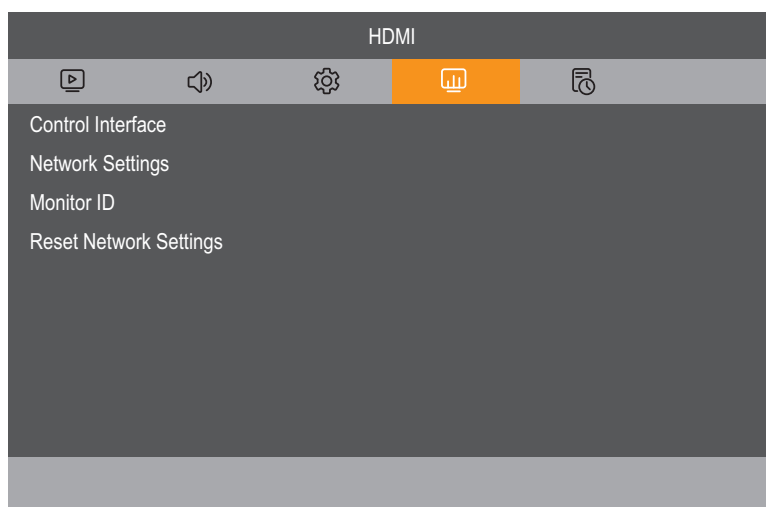 HDMI
Control Interface
Network Settings
Monitor ID
Reset Network Settings